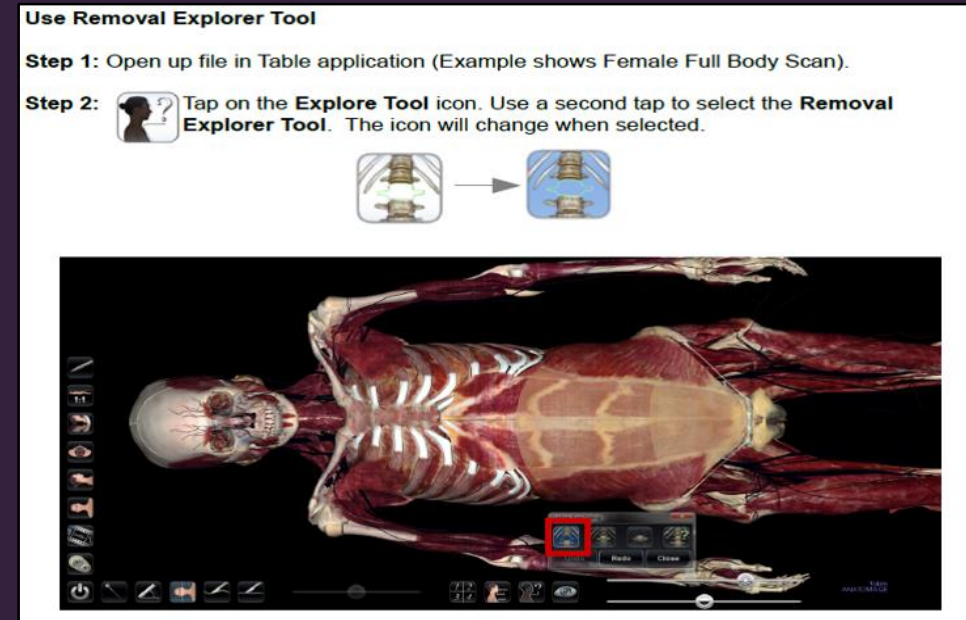 Use Removal Explorer Tool
Step 1: Open up file in Table application (Example shows Female Full Body Scan).
Step 2: Tap on the Explore Tool icon. Use a second tap to select the Removal
Explorer Tool. The icon will change when selected.
1:1
Redo Close
Table
ANATOMAGE